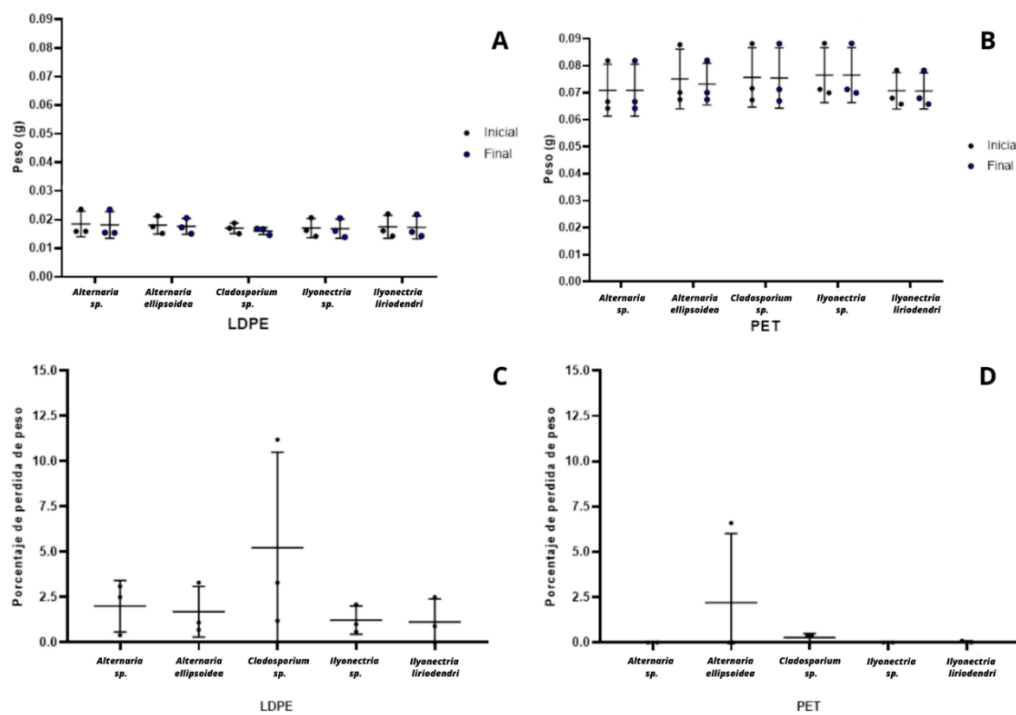 A
Peso (g)
0.09
0.08
0.07
0.06
0.05
0.04
0.03
0.02
0.01
0.00
Inicial
Final
Alternaria sp.
Alternaria ellipsoidea
Cladosporium sp.
Ilyonectria sp.
Ilyonectria liriodendri
LDPE
B
Peso (g)
0.09
0.08
0.07
0.06
0.05
0.04
0.03
0.02
0.01
0.00
Inicia
Final
Alternaria sp.
Alternaria ellipsoidea
Cladosporium sp.
Ilyonectria sp.
Ilyonectria liriodendri
PET
C
Porcentaje de perdida de peso
15.0
12.5
10.0
7.5
5.0
2.5
0.0
Alternaria sp.
Alternaria ellipsoidea
Cladosporium sp.
Ilyonectria sp.
Ilyonectria liriodendri
LDPE
D
Porcentaje de perdida de peso
15.0
12.5
10.0
7.5
5.0
2.5
0.0
Alternaria sp.
Alternaria ellipsoidea
Cladosporium sp.
Ilyonectria sp.
Ilyonectria liriodendri
PET